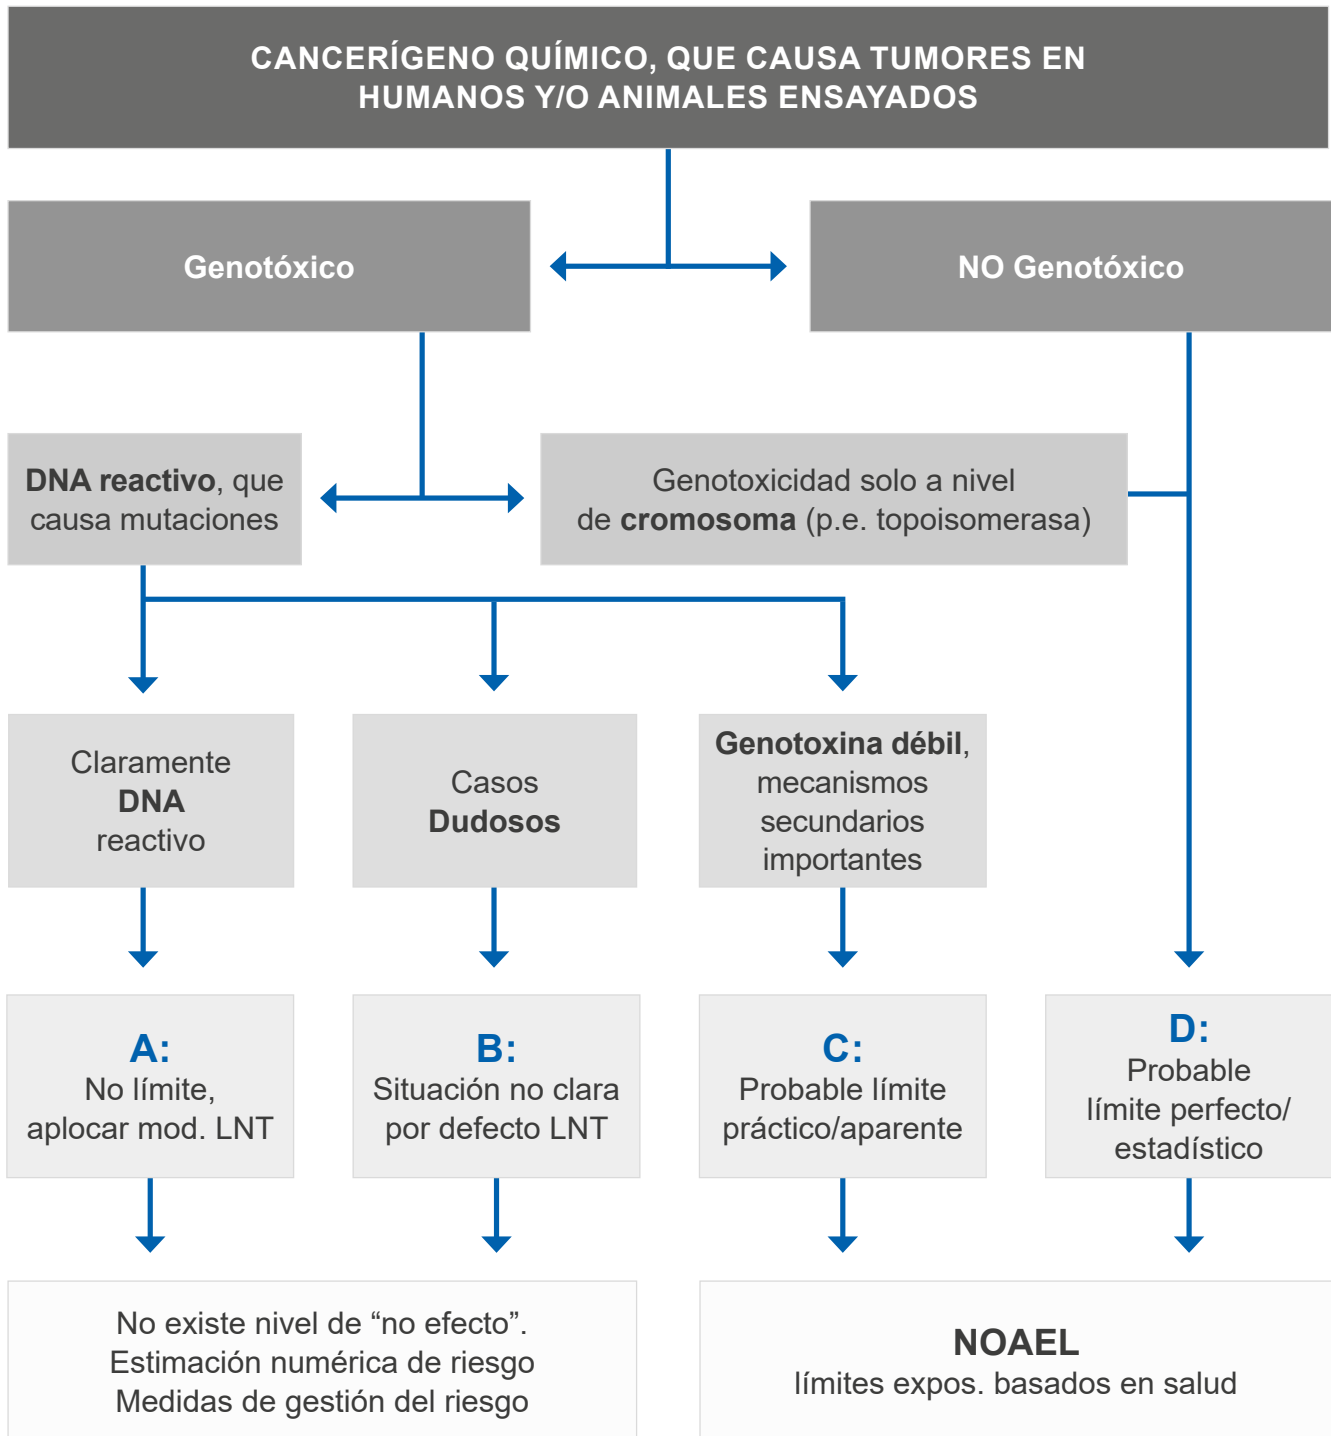 CANCERÍGENO QUÍMICO, QUE CAUSA TUMORES EN
HUMANOS Y/O ANIMALES ENSAYADOS
Genotóxico
NO Genotóxico
DNA reactivo, que
causa mutaciones
Genotoxicidad solo a nivel
de cromosoma (p.e. topoisomerasa)
Claramente
DNA
reactivo
Casos
Dudosos
Genotoxina débil,
mecanismos
secundarios
importantes
A:
No límite,
aplocar mod. LNT
B:
Situación no clara
por defecto LNT
C:
Probable límite
práctico/aparente
D:
Probable
límite perfecto/
estadístico
No existe nivel de “no efecto”.
Estimación numérica de riesgo
Medidas de gestión del riesgo
NOAEL
límites expos. basados en salud